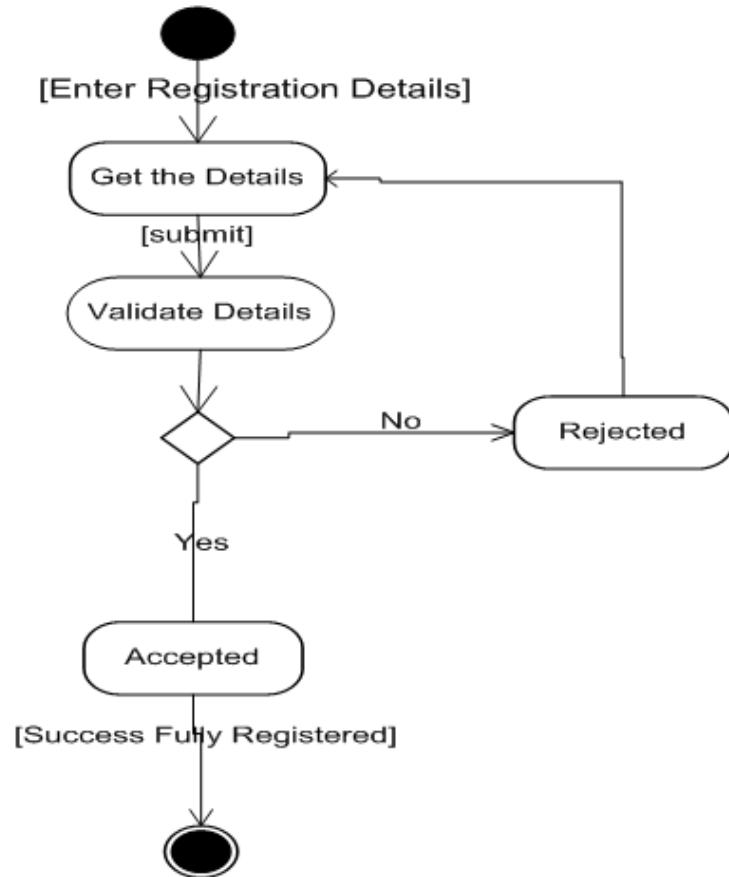 [Enter Registration Details]
Get the Details
[submit]
Validate Details
No
Rejected
Yes
Accepted
[Success Fully Registered]